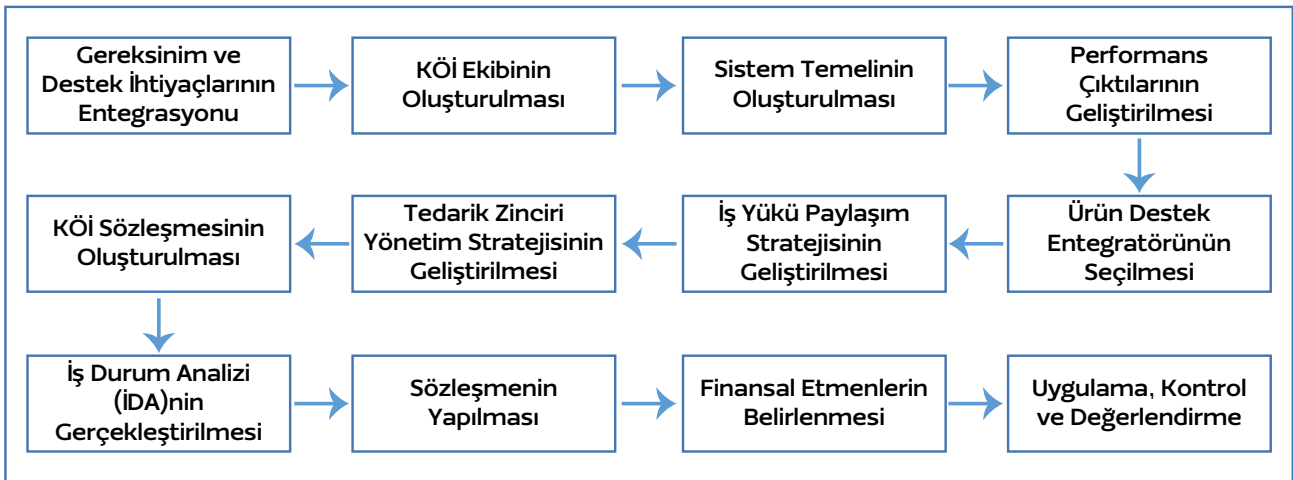 Gereksinim ve
Destek İhtiyaçlarının
Entegrasyonu
KÖİ Ekibinin
Oluşturulması
Sistem Temelinin
Oluşturulması
Performans
Çıktılarının
Geliştirilmesi
Ürün Destek
Entegratörünün
Seçilmesi
İş Yükü Paylaşım
Stratejisinin
Geliştirilmesi
Tedarik Zinciri
Yönetim Stratejisinin
Geliştirilmesi
KÖİ Sözleşmesinin
Oluşturulması
İş Durum Analizi
(İDA)nin
Gerçekleştirilmesi
Sözleşmenin
Yapılması
Finansal Etmenlerin
Belirlenmesi
Uygulama, Kontrol
ve Değerlendirme